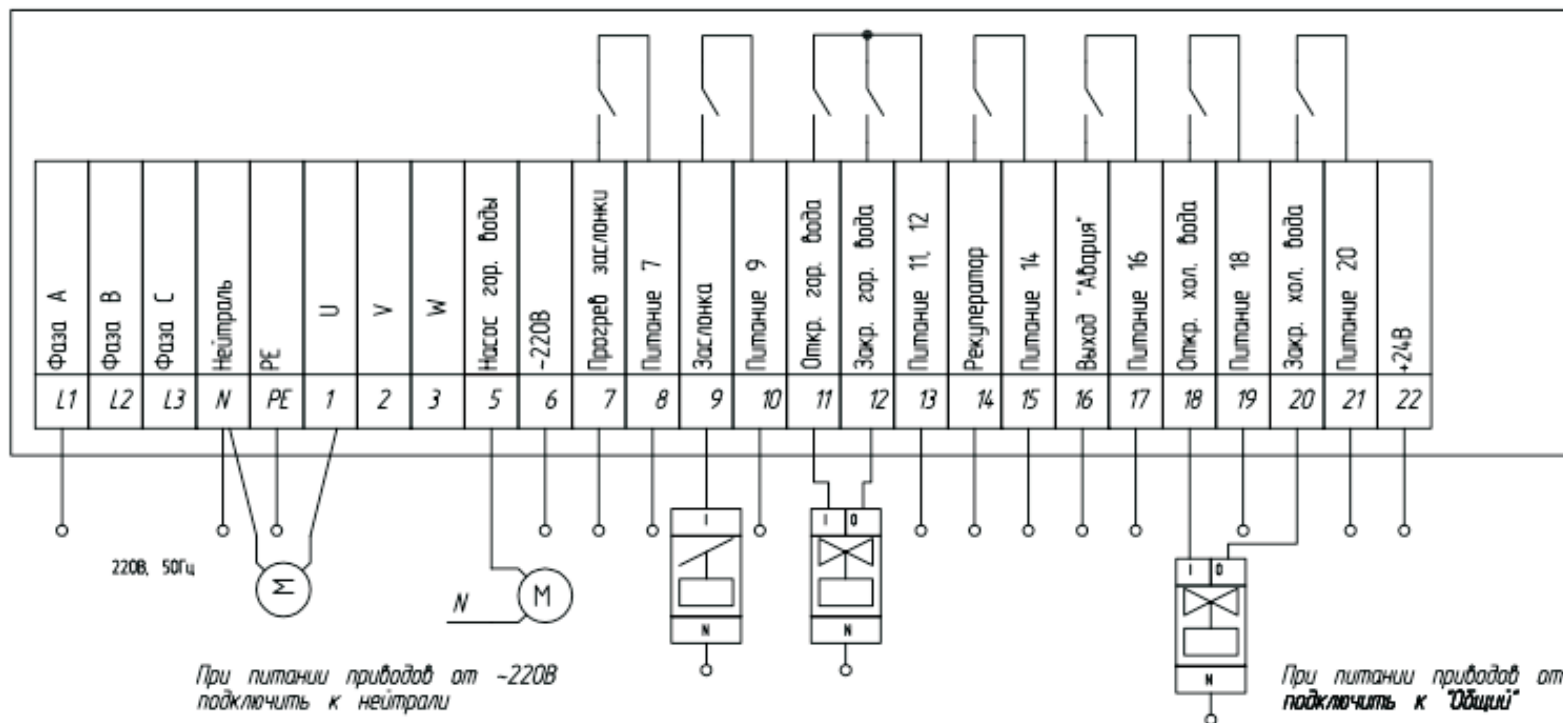 Фаза A
Фаза B
Фаза C
Нейтраль
PE
U
V
W
Насос гор. воды
~220В
Прогрев заслонки
Питание 7
Заслонка
Питание 9
Откр. гор. вода
Закр. гор. вода
Питание 11, 12
Рекуператор
Питание 14
Выход "Авария"
Питание 16
Откр. хол. вода
Питание 18
Закр. хол. вода
Питание 20
+24В
L1 L2 L3 N PE 1 2 3 5 6 7 8 9 10 11 12 13 14 15 16 17 18 19 20 21 22
I
I 0
220В, 50Гц
M
N
M
N
N
I 0
N
При питании приводов от ~220В
подключить к нейтрали
При питании приводов от
подключить к "Общий"